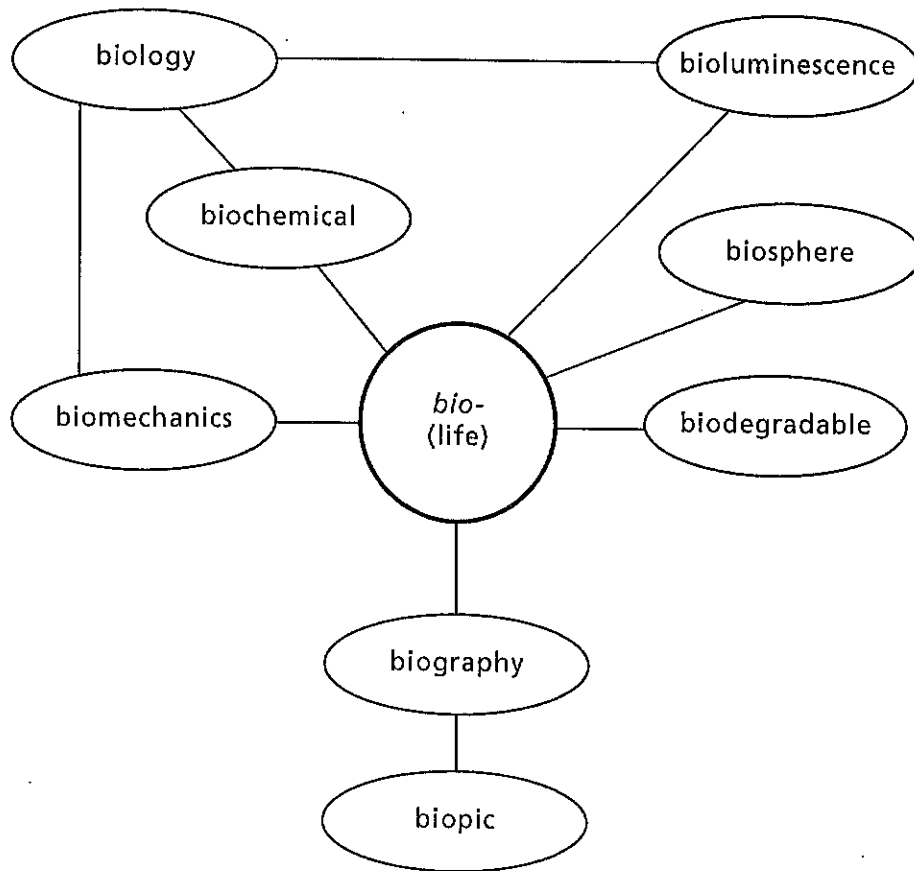 biology
bioluminescence
biochemical
biosphere
bio-
(life)
biomechanics
biodegradable
biography
biopic